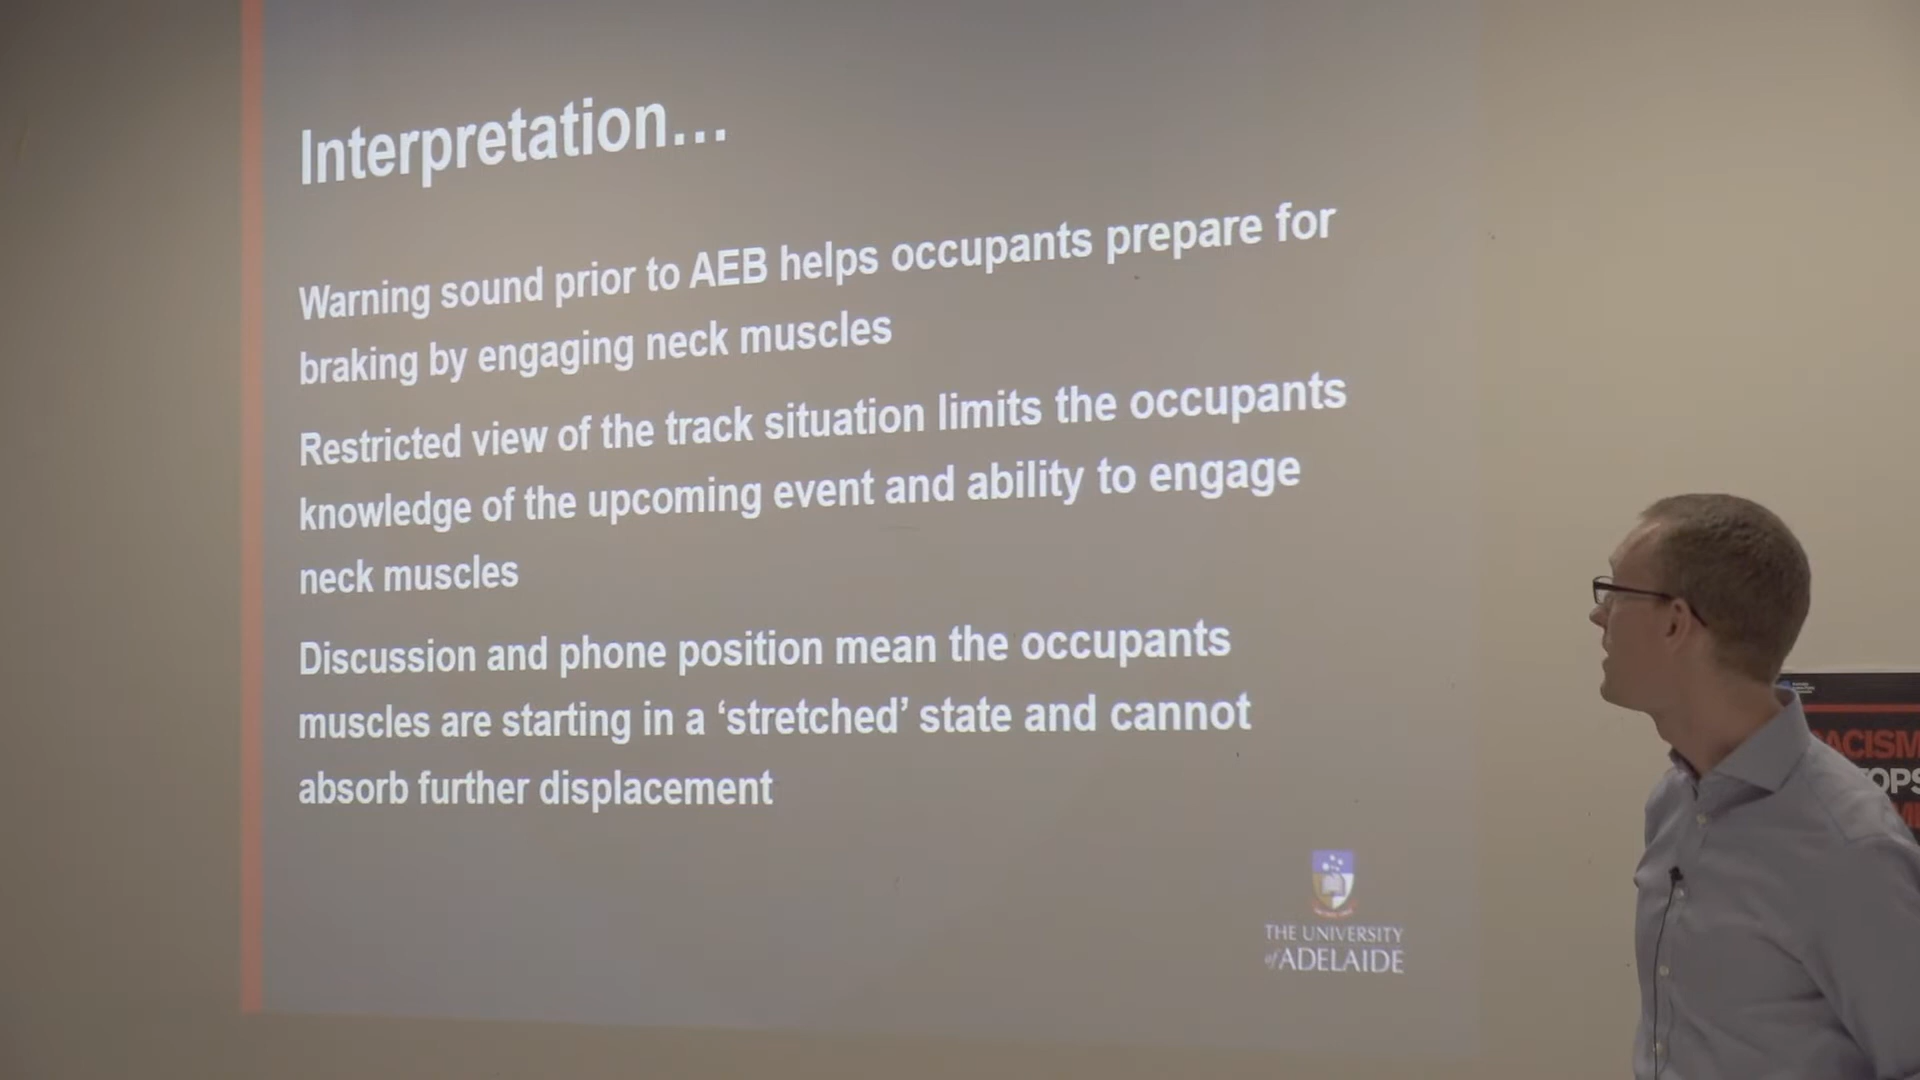 Interpretation...
Warning sound prior to AEB helps occupants prepare for
braking by engaging neck muscles
Restricted view of the track situation limits the occupants
knowledge of the upcoming event and ability to engage
neck muscles
Discussion and phone position mean the occupants
muscles are starting in a ‘stretched’ state and cannot
absorb further displacement
THE UNIVERSITY
of ADELAIDE
RACISM